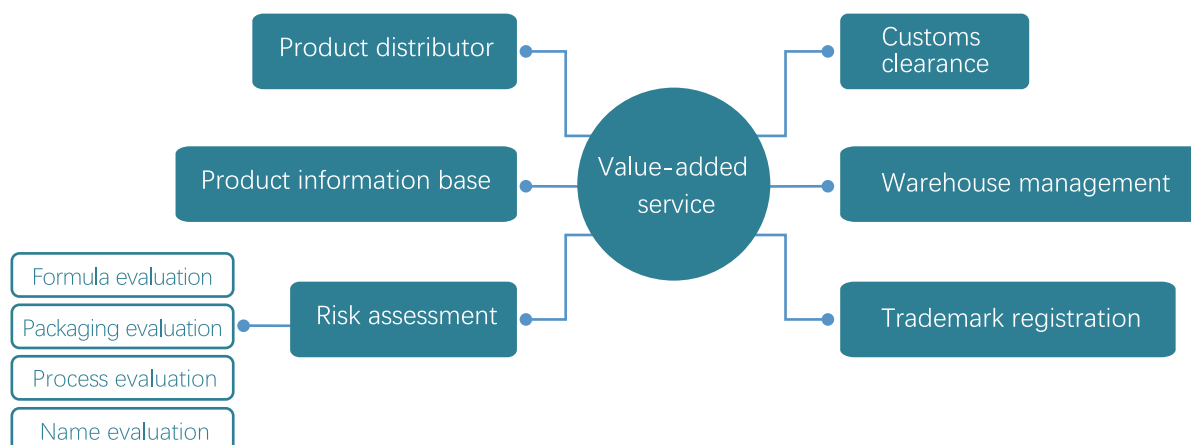 Product distributor
Customs
clearance
Product information base
Value-added
service
Warehouse management
Formula evaluation
Packaging evaluation
Process evaluation
Name evaluation
Risk assessment
Trademark registration